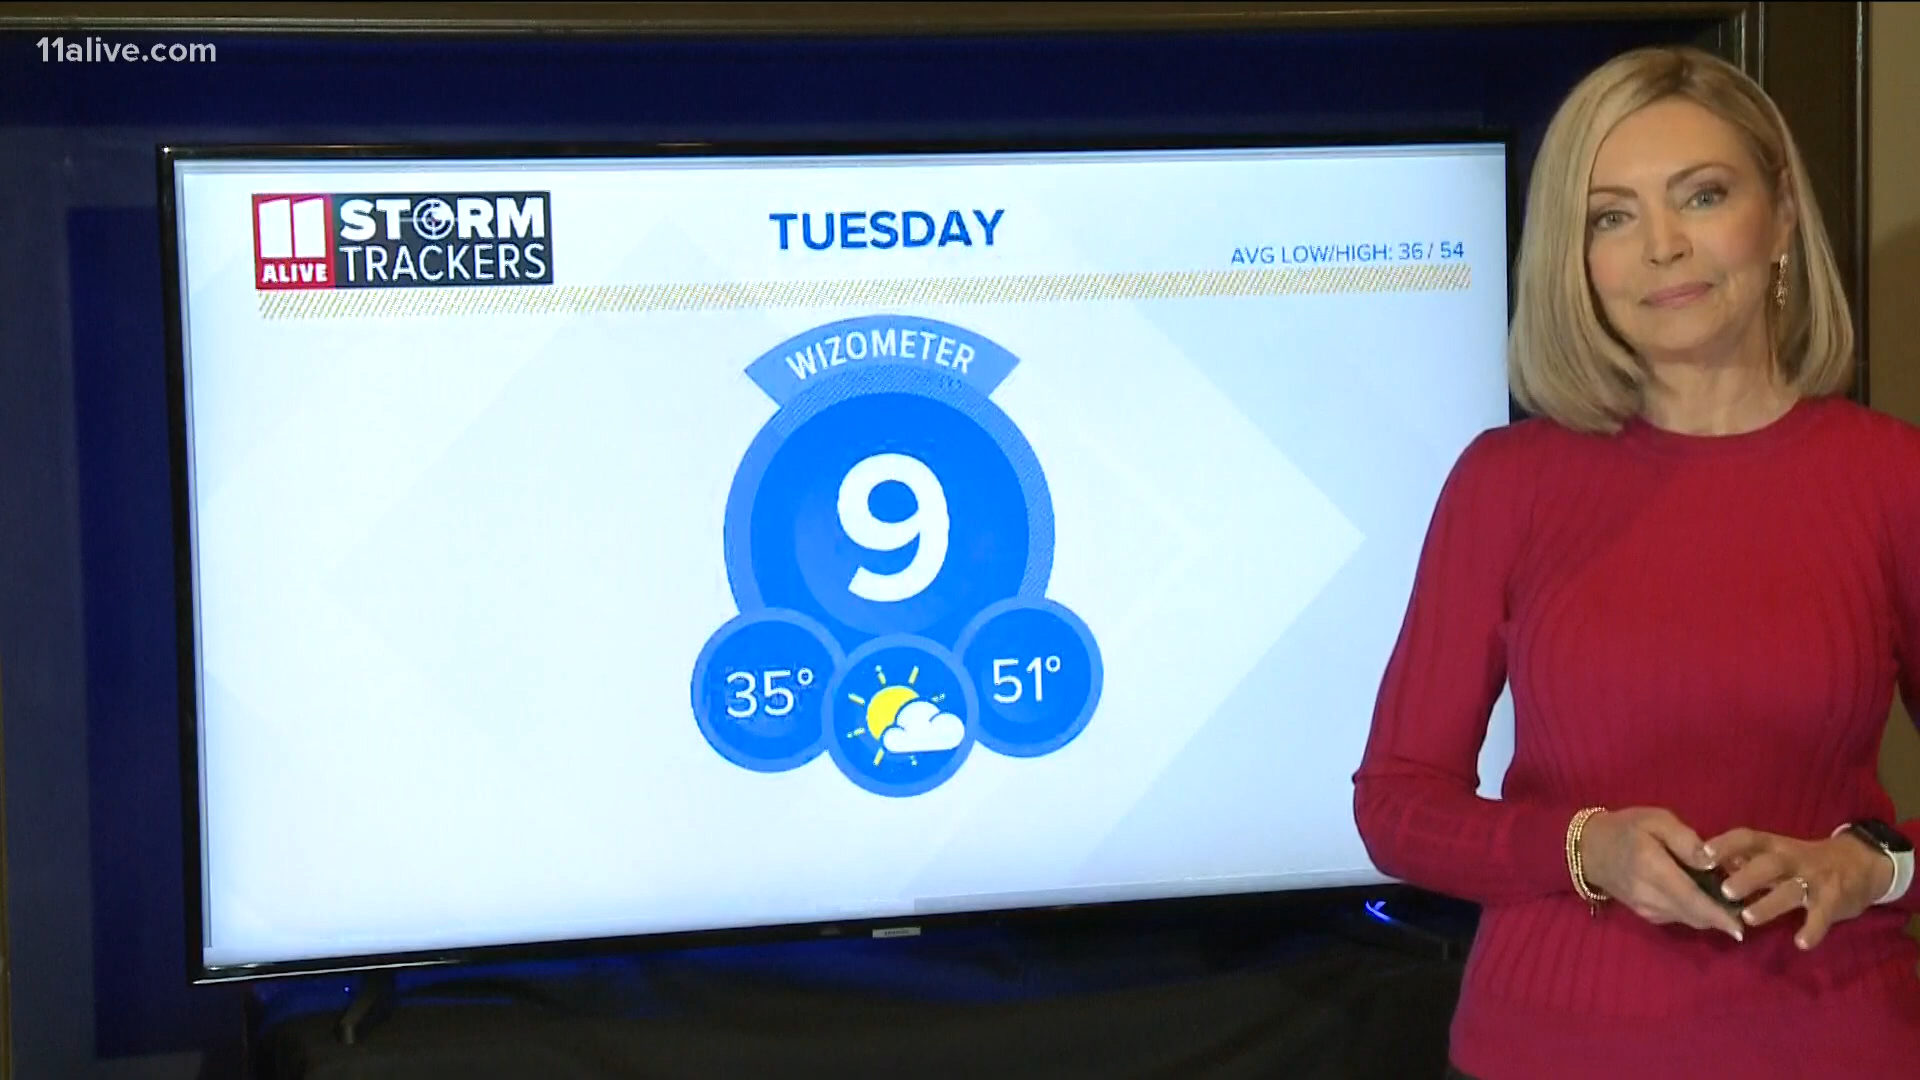 11alive.com
11 ALIVE STORM TRACKERS
TUESDAY
AVG LOW/HIGH: 36 / 54
WIZOMETER
9
35°
51°